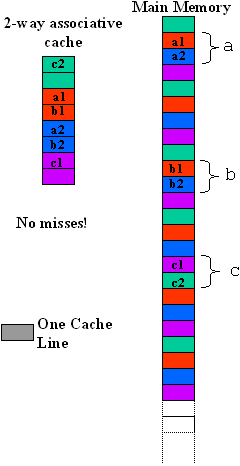 2-way associative
cache
c2
a1
b1
a2
b2
c1
No misses!
One Cache
Line
Main Memory
a1
a2
a
b1
b2
b
c1
c2
c